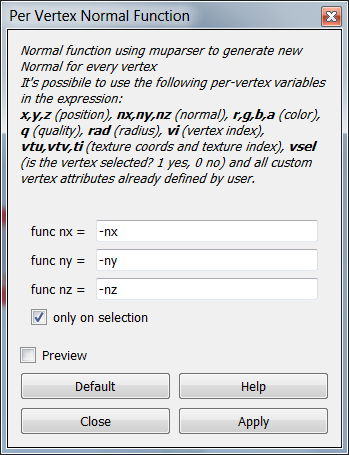 Per Vertex Normal Function
Normal function using muparser to generate new
Normal for every vertex
It's possibile to use the following per-vertex variables
in the expression:
x,y,z (position), nx,ny,nz (normal), r,g,b,a (color),
q (quality), rad (radius), vi (vertex index),
vtu,vtv,ti (texture coords and texture index), vsel
(is the vertex selected? 1 yes, 0 no) and all custom
vertex attributes already defined by user.
func nx = -nx
func ny = -ny
func nz = -nz
only on selection
Preview
Default Help
Close Apply